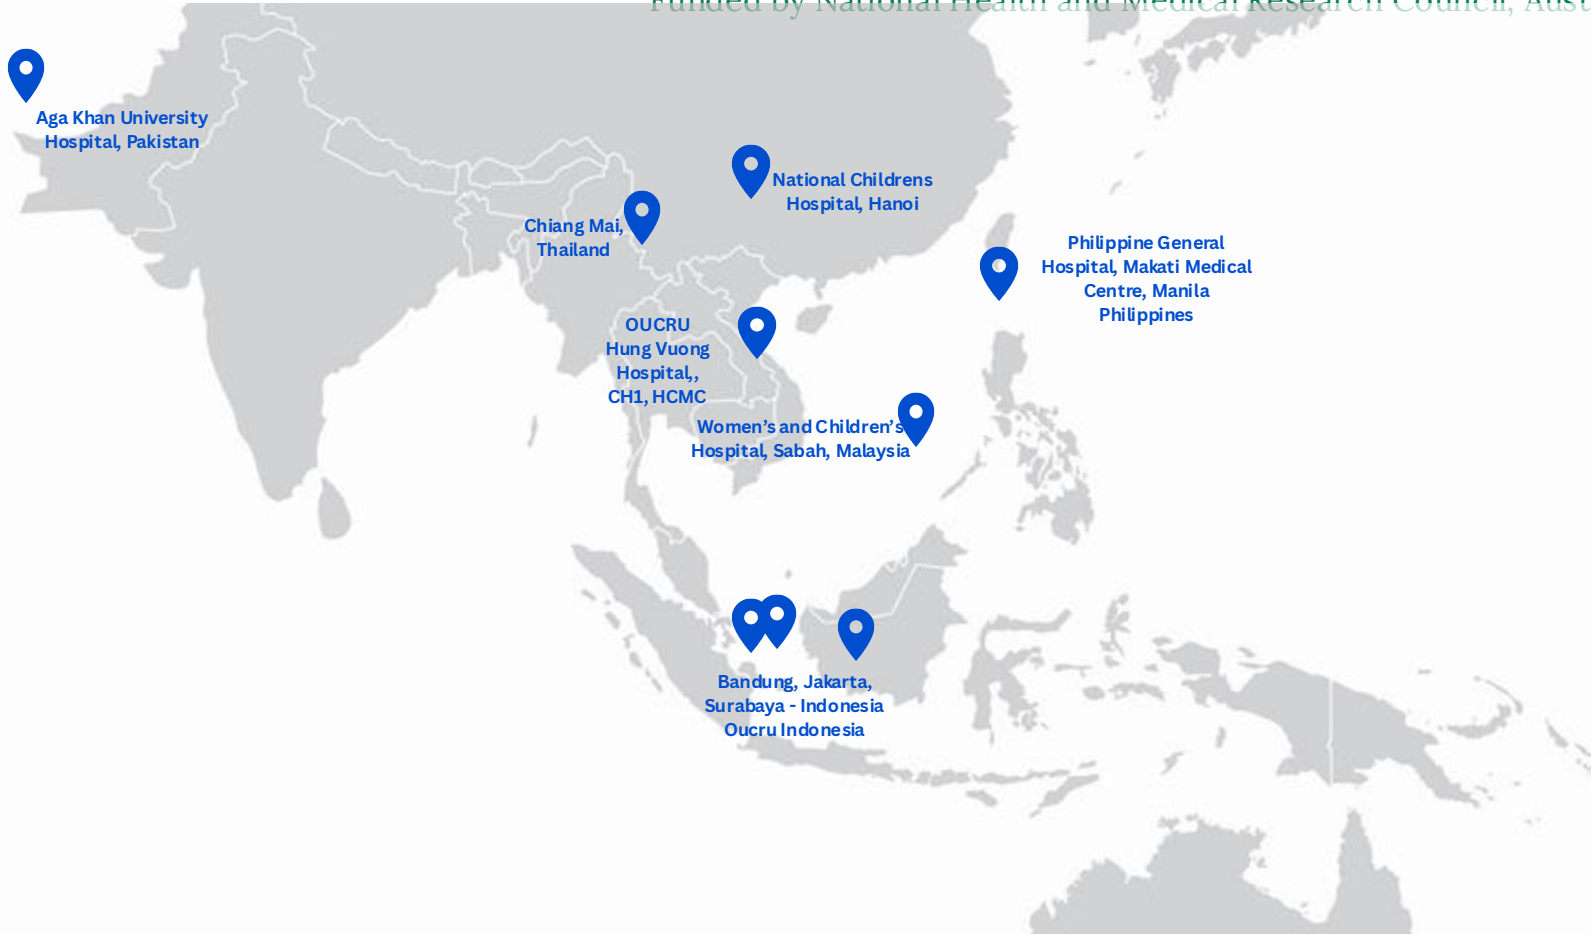 Funded by National Health and Medical Research Council, Aust
Aga Khan University
Hospital, Pakistan
National Childrens
Hospital, Hanoi
Chiang Mai,
Thailand
Philippine General
Hospital, Makati Medical
Centre, Manila
Philippines
OUCRU
Hung Vuong
Hospital,,
CH1, HCMC
Women’s and Children’s
Hospital, Sabah, Malaysia
Bandung, Jakarta,
Surabaya - Indonesia
Oucru Indonesia